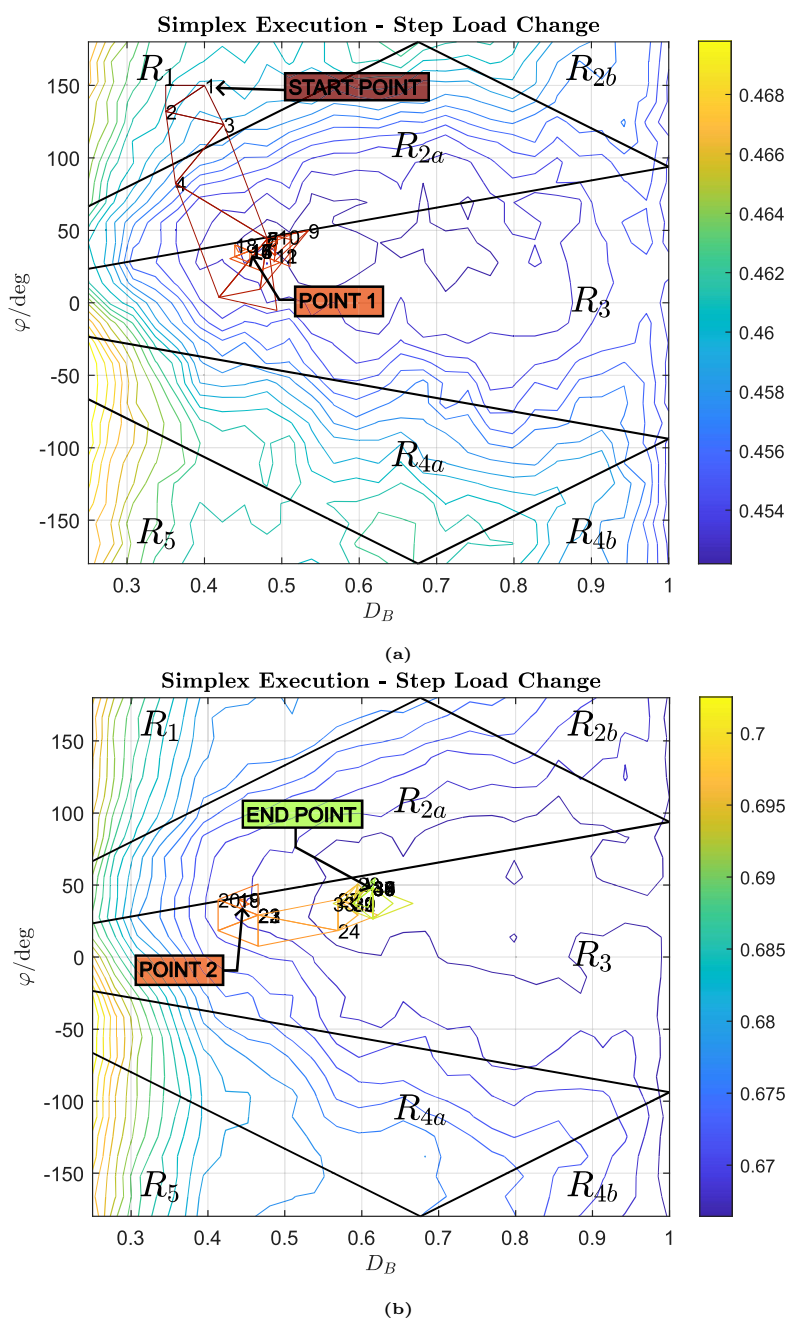 Simplex Execution - Step Load Change
R1
R2b
1
START POINT
2
3
R2a
4
9
10
18
12
POINT 1
R3
R4a
R5
R4b
150
100
50
0
-50
-100
-150
φ/deg
0.3 0.4 0.5 0.6 0.7 0.8 0.9 1
D_B
0.468
0.466
0.464
0.462
0.46
0.458
0.456
0.454
(a)
Simplex Execution - Step Load Change
R1
R2b
R2a
END POINT
20
24
POINT 2
R3
R4a
R5
R4b
150
100
50
0
-50
-100
-150
φ/deg
0.3 0.4 0.5 0.6 0.7 0.8 0.9 1
D_B
0.7
0.695
0.69
0.685
0.68
0.675
0.67
(b)